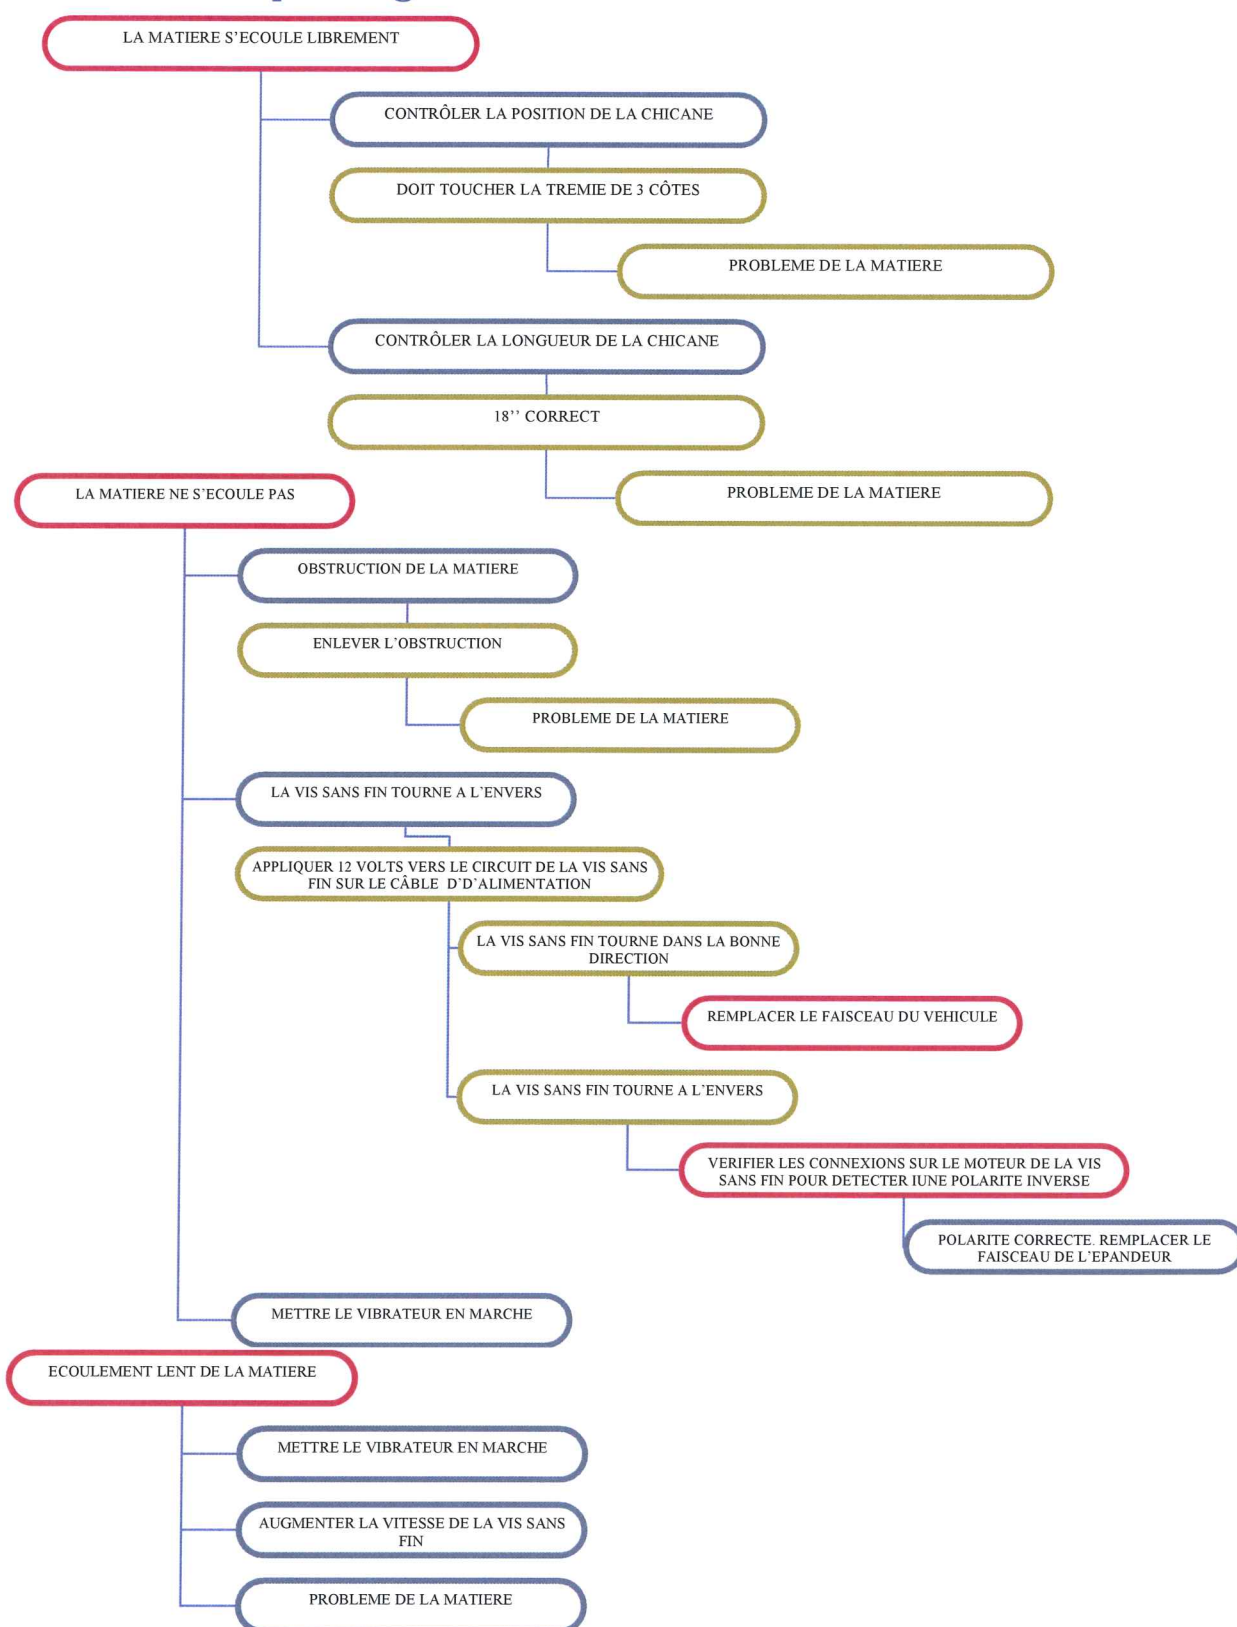 LA MATIERE S'ECOULE LIBREMENT
CONTRÔLER LA POSITION DE LA CHICANE
DOIT TOUCHER LA TREMIE DE 3 CÔTES
PROBLEME DE LA MATIERE
CONTRÔLER LA LONGUEUR DE LA CHICANE
18'' CORRECT
PROBLEME DE LA MATIERE
LA MATIERE NE S'ECOULE PAS
OBSTRUCTION DE LA MATIERE
ENLEVER L'OBSTRUCTION
PROBLEME DE LA MATIERE
LA VIS SANS FIN TOURNE A L'ENVERS
APPLIQUER 12 VOLTS VERS LE CIRCUIT DE LA VIS SANS
FIN SUR LE CÂBLE D'D'ALIMENTATION
LA VIS SANS FIN TOURNE DANS LA BONNE
DIRECTION
REMPLACER LE FAISCEAU DU VEHICULE
LA VIS SANS FIN TOURNE A L'ENVERS
VERIFIER LES CONNEXIONS SUR LE MOTEUR DE LA VIS
SANS FIN POUR DETECTER IUNE POLARITE INVERSE
POLARITE CORRECTE. REMPLACER LE
FAISCEAU DE L'EPANDEUR
METTRE LE VIBRATEUR EN MARCHE
ECOULEMENT LENT DE LA MATIERE
METTRE LE VIBRATEUR EN MARCHE
AUGMENTER LA VITESSE DE LA VIS SANS
FIN
PROBLEME DE LA MATIERE